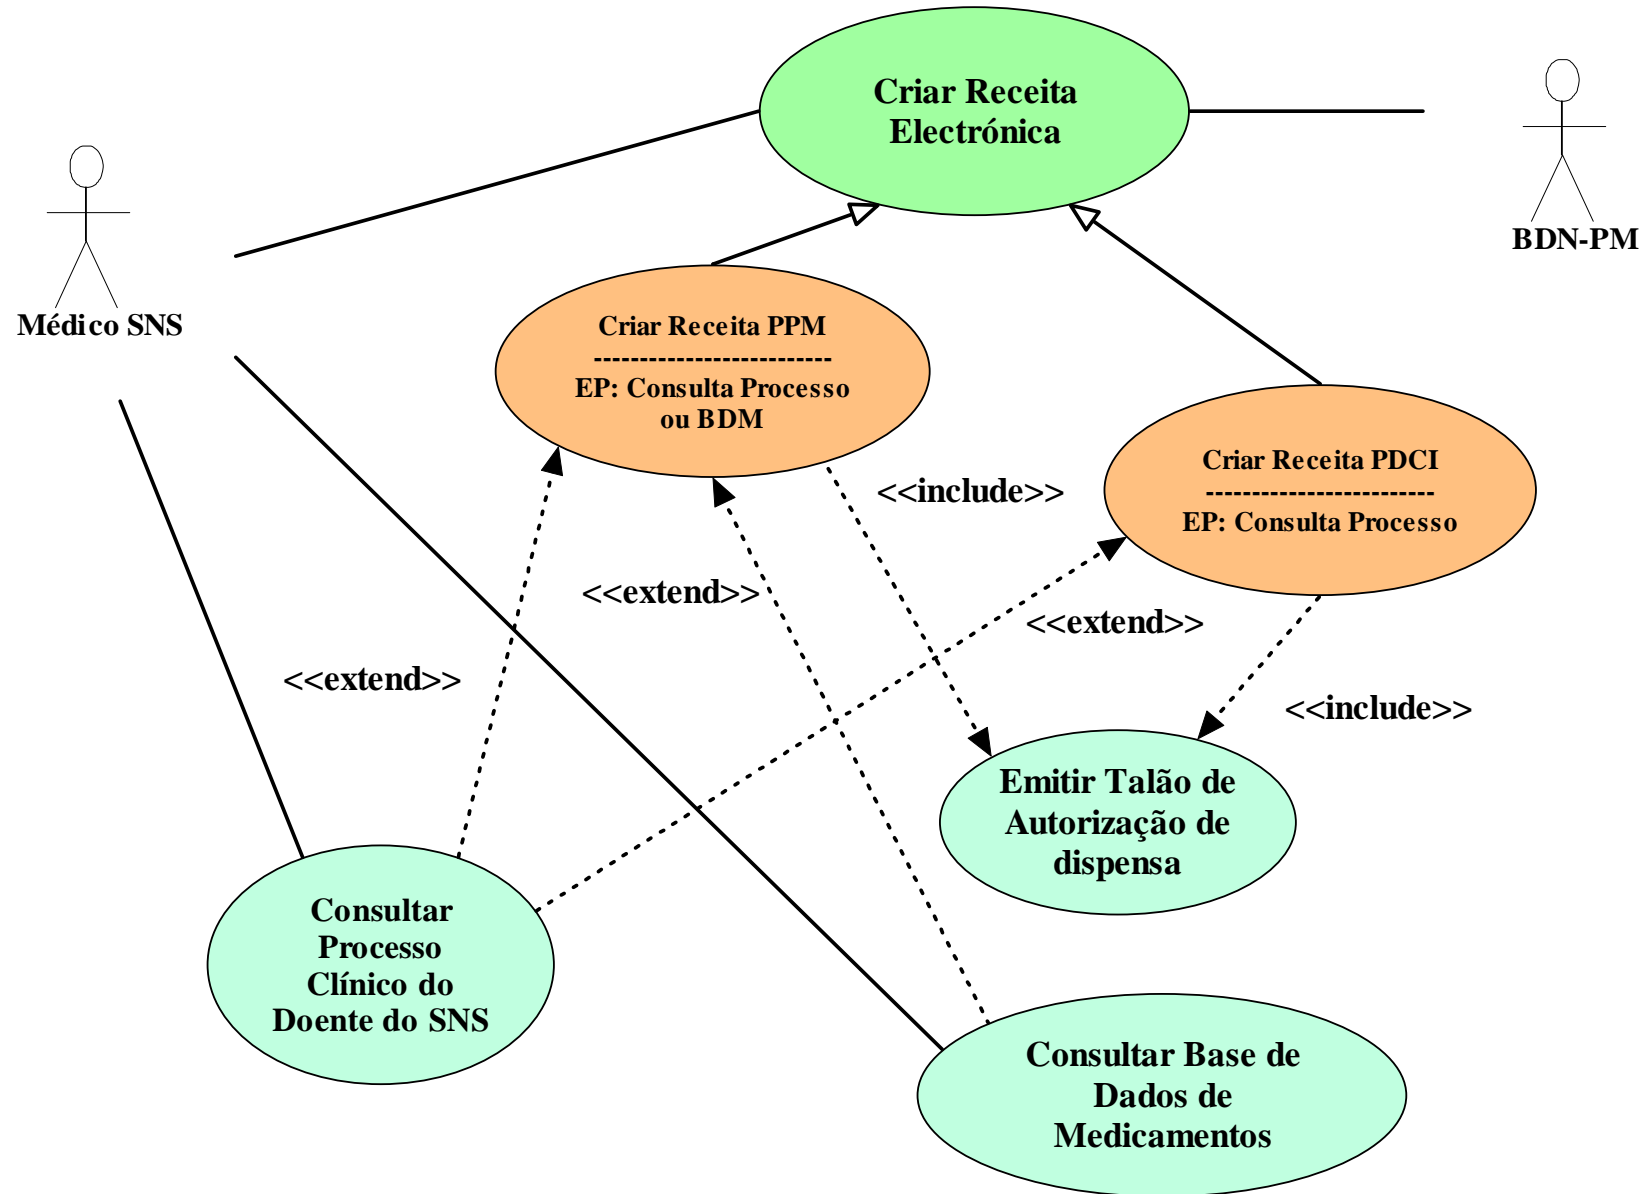 Criar Receita
Electrónica
BDN-PM
Médico SNS
Criar Receita PPM
--------------------------
EP: Consulta Processo
ou BDM
Criar Receita PDCI
-------------------------
EP: Consulta Processo
<<include>>
<<extend>>
<<extend>>
<<extend>>
<<include>>
Emitir Talão de
Autorização de
dispensa
Consultar
Processo
Clínico do
Doente do SNS
Consultar Base de
Dados de
Medicamentos